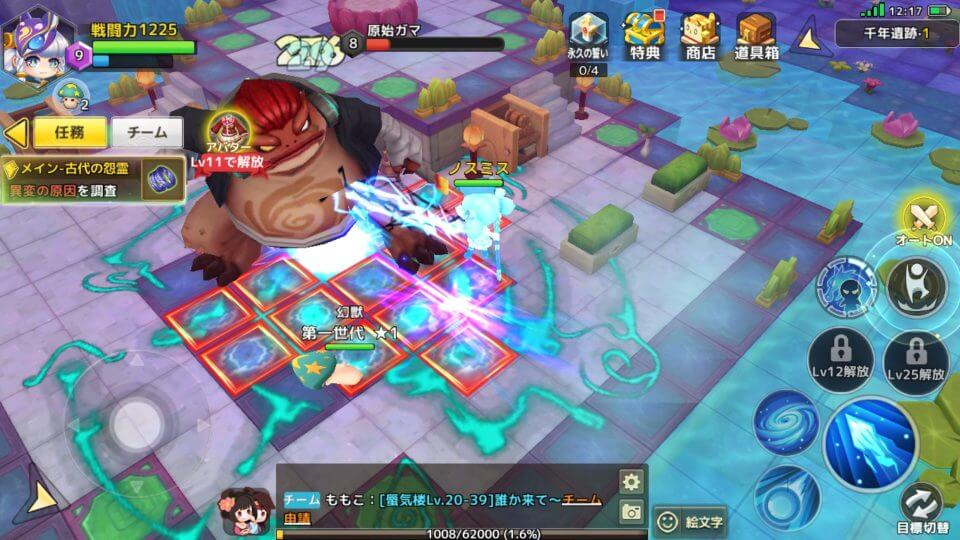 戦闘力1225
9
2
8
原始ガマ
永久の誓い
0/4
特典
商店
道具箱
12:17
千年遺跡·1
任務
チーム
アバター
Lv11で解放
メイン-古代の怨霊
異変の原因を調査
ノスミス
オートON
幻獣
第一世代 ★1
Lv12解放
Lv25解放
チーム ももこ：[蜃気楼Lv.20-39]誰か来て～チーム
申請
絵文字
目標切替
1008/62000 (1.6%)